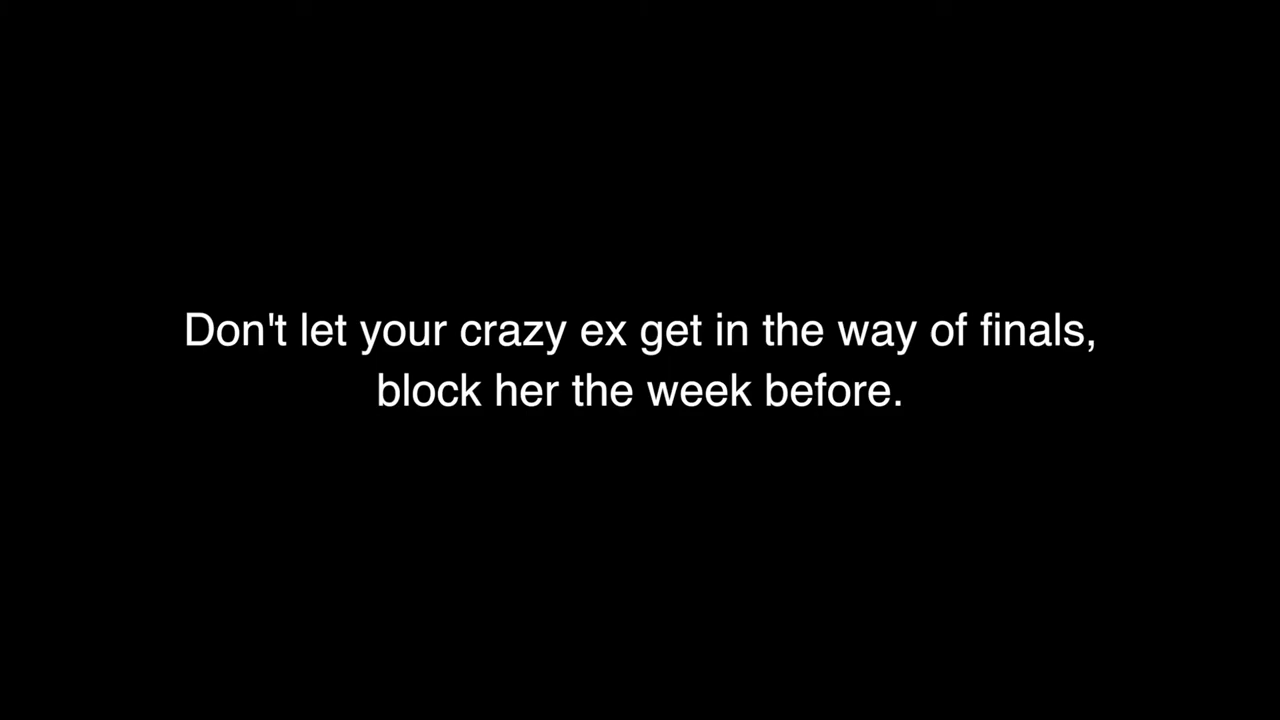 Don't let your crazy ex get in the way of finals,
block her the week before.